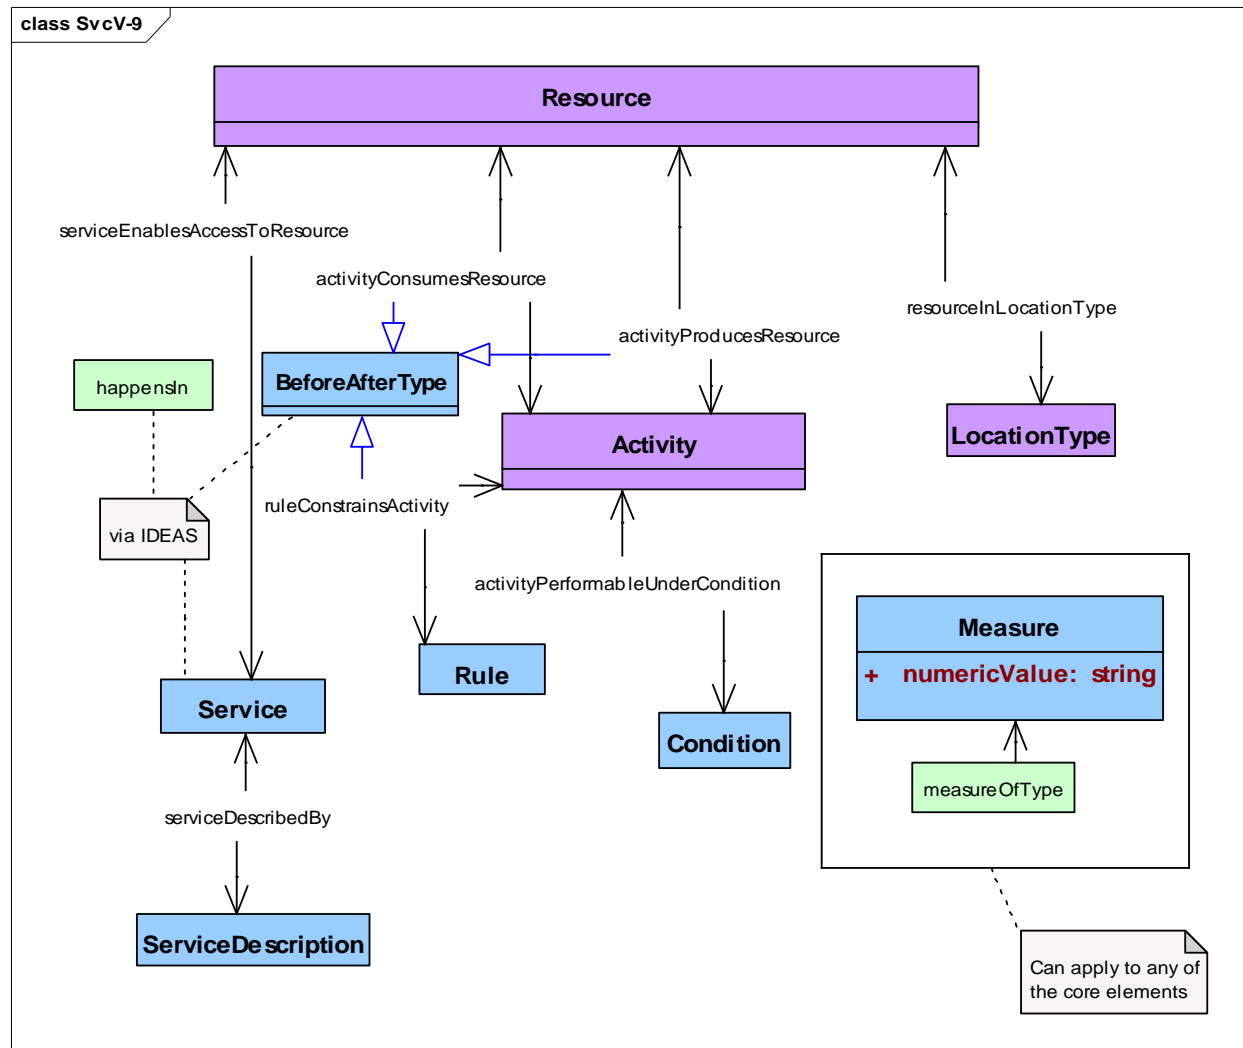 class SvcV-9
Resource
serviceEnablesAccessToResource
activityConsumesResource
resourceInLocationType
activityProducesResource
happensIn
BeforeAfterType
LocationType
Activity
ruleConstrainsActivity
via IDEAS
activityPerformableUnderCondition
Measure
+ numericValue: string
Rule
Service
Condition
measureOfType
serviceDescribedBy
ServiceDescription
Can apply to any of
the core elements